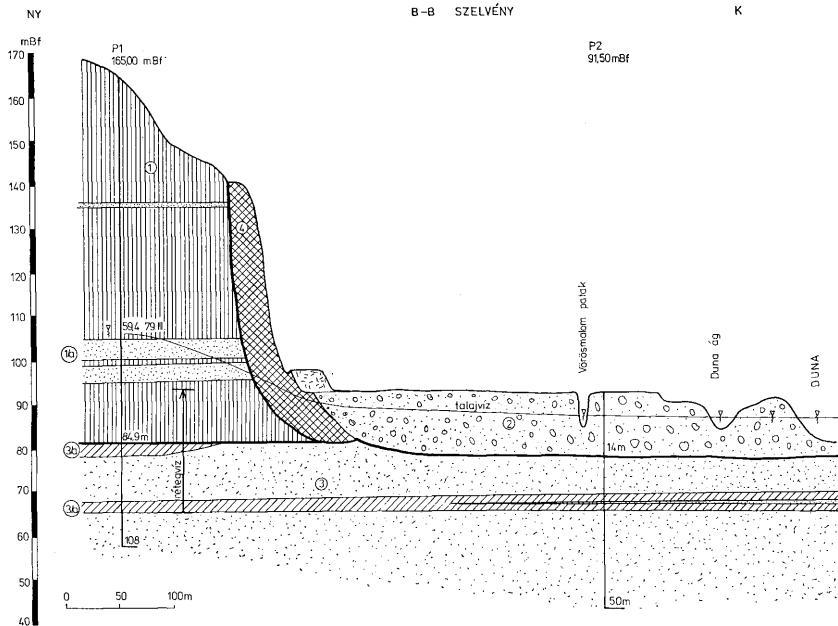 NY
B-B SZELVÉNY
K
mBf
P1
165,00 mBf
P2
91,50 mBf
170
160
150
140
130
120
110
100
90
80
70
60
50
40
1
4
59,4 79.III.
1a
Vörösmalom patak
Duna ág
DUNA
talajvíz
2
84,9m
14m
3b
rétegvíz
3
3b
108
50m
0 50 100m